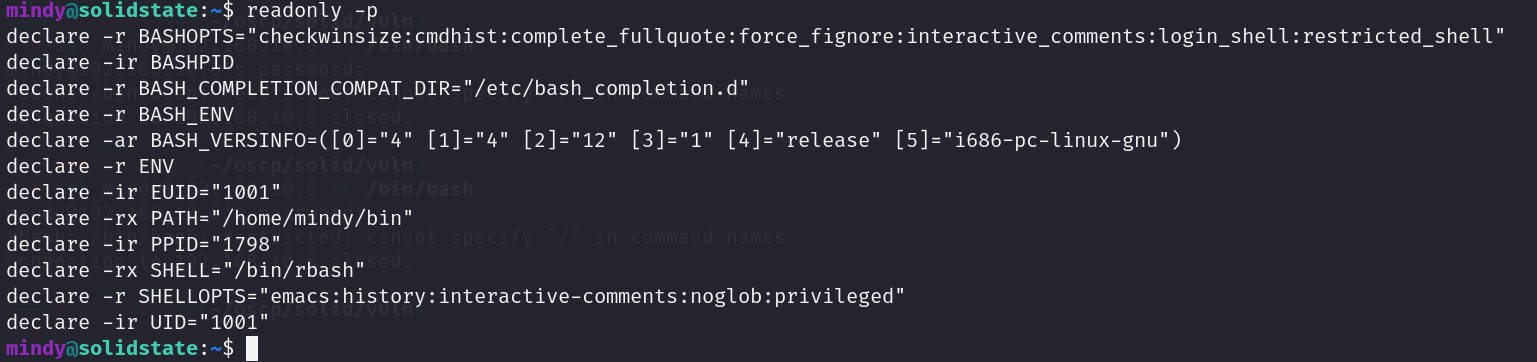 mindy@solidstate:~$ readonly -p
declare -r BASHOPTS="checkwinsize:cmdhist:complete_fullquote:force_fignore:interactive_comments:login_shell:restricted_shell"
declare -ir BASHPID
declare -r BASH_COMPLETION_COMPAT_DIR="/etc/bash_completion.d"
declare -r BASH_ENV
declare -ar BASH_VERSINFO=([0]="4" [1]="4" [2]="12" [3]="1" [4]="release" [5]="i686-pc-linux-gnu")
declare -r ENV
declare -ir EUID="1001"
declare -rx PATH="/home/mindy/bin"
declare -ir PPID="1798"
declare -rx SHELL="/bin/rbash"
declare -r SHELLOPTS="emacs:history:interactive-comments:noglob:privileged"
declare -ir UID="1001"
mindy@solidstate:~$